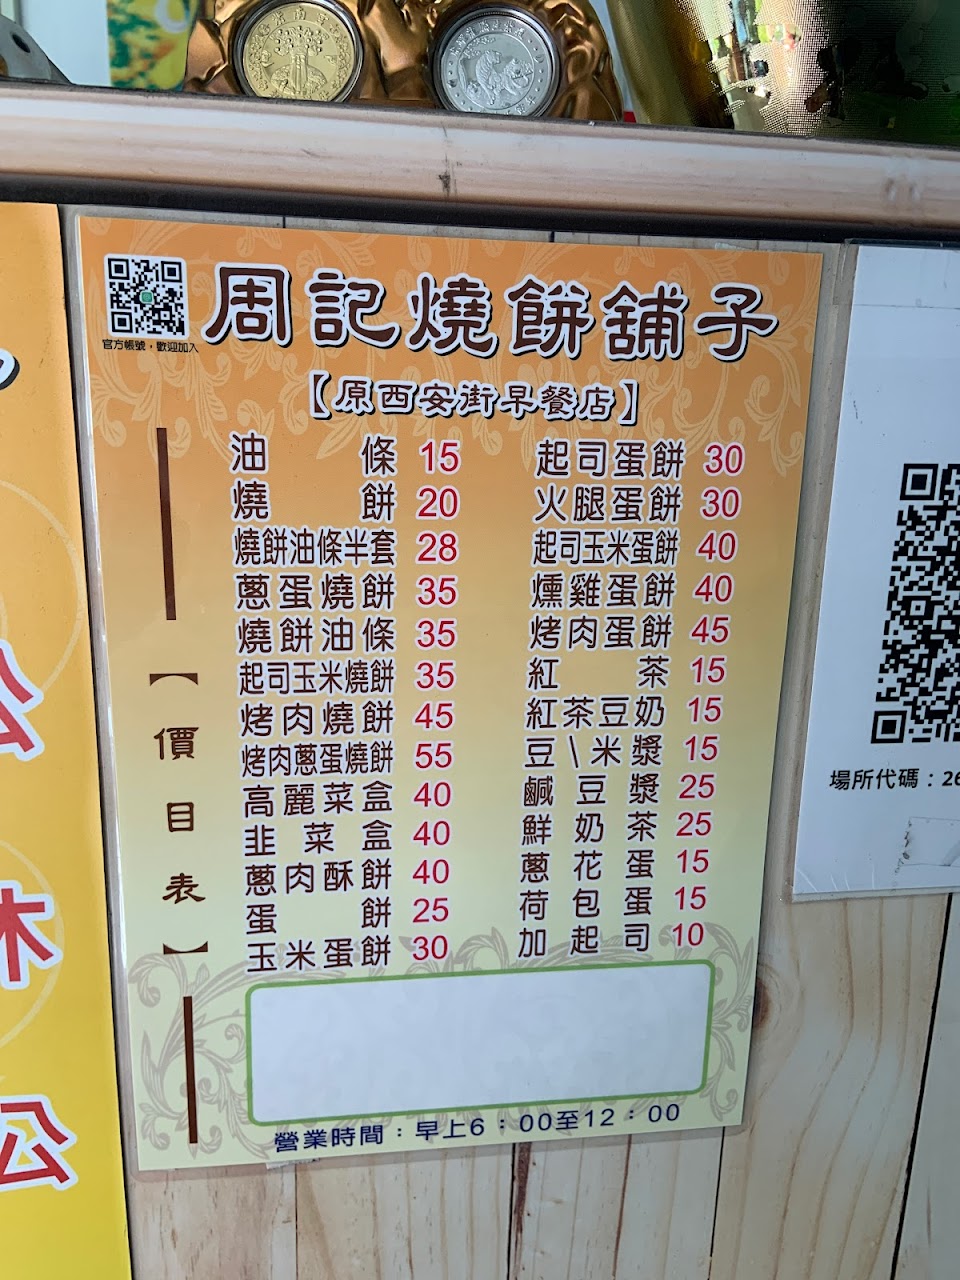 周記燒餅舖子
官方帳號，歡迎加入
【原西安街早餐店】
【價目表】
油條 15
燒餅 20
燒餅油條半套 28
蔥蛋燒餅 35
燒餅油條 35
起司玉米燒餅 35
烤肉燒餅 45
烤肉蔥蛋燒餅 55
高麗菜盒 40
韭菜盒 40
蔥肉酥餅 40
蛋餅 25
玉米蛋餅 30
起司蛋餅 30
火腿蛋餅 30
起司玉米蛋餅 40
燻雞蛋餅 40
烤肉蛋餅 45
紅茶 15
紅茶豆奶 15
豆\米漿 15
鹹豆漿 25
鮮奶茶 25
蔥花蛋 15
荷包蛋 15
加起司 10
營業時間：早上6：00至12：00
場所代碼：26